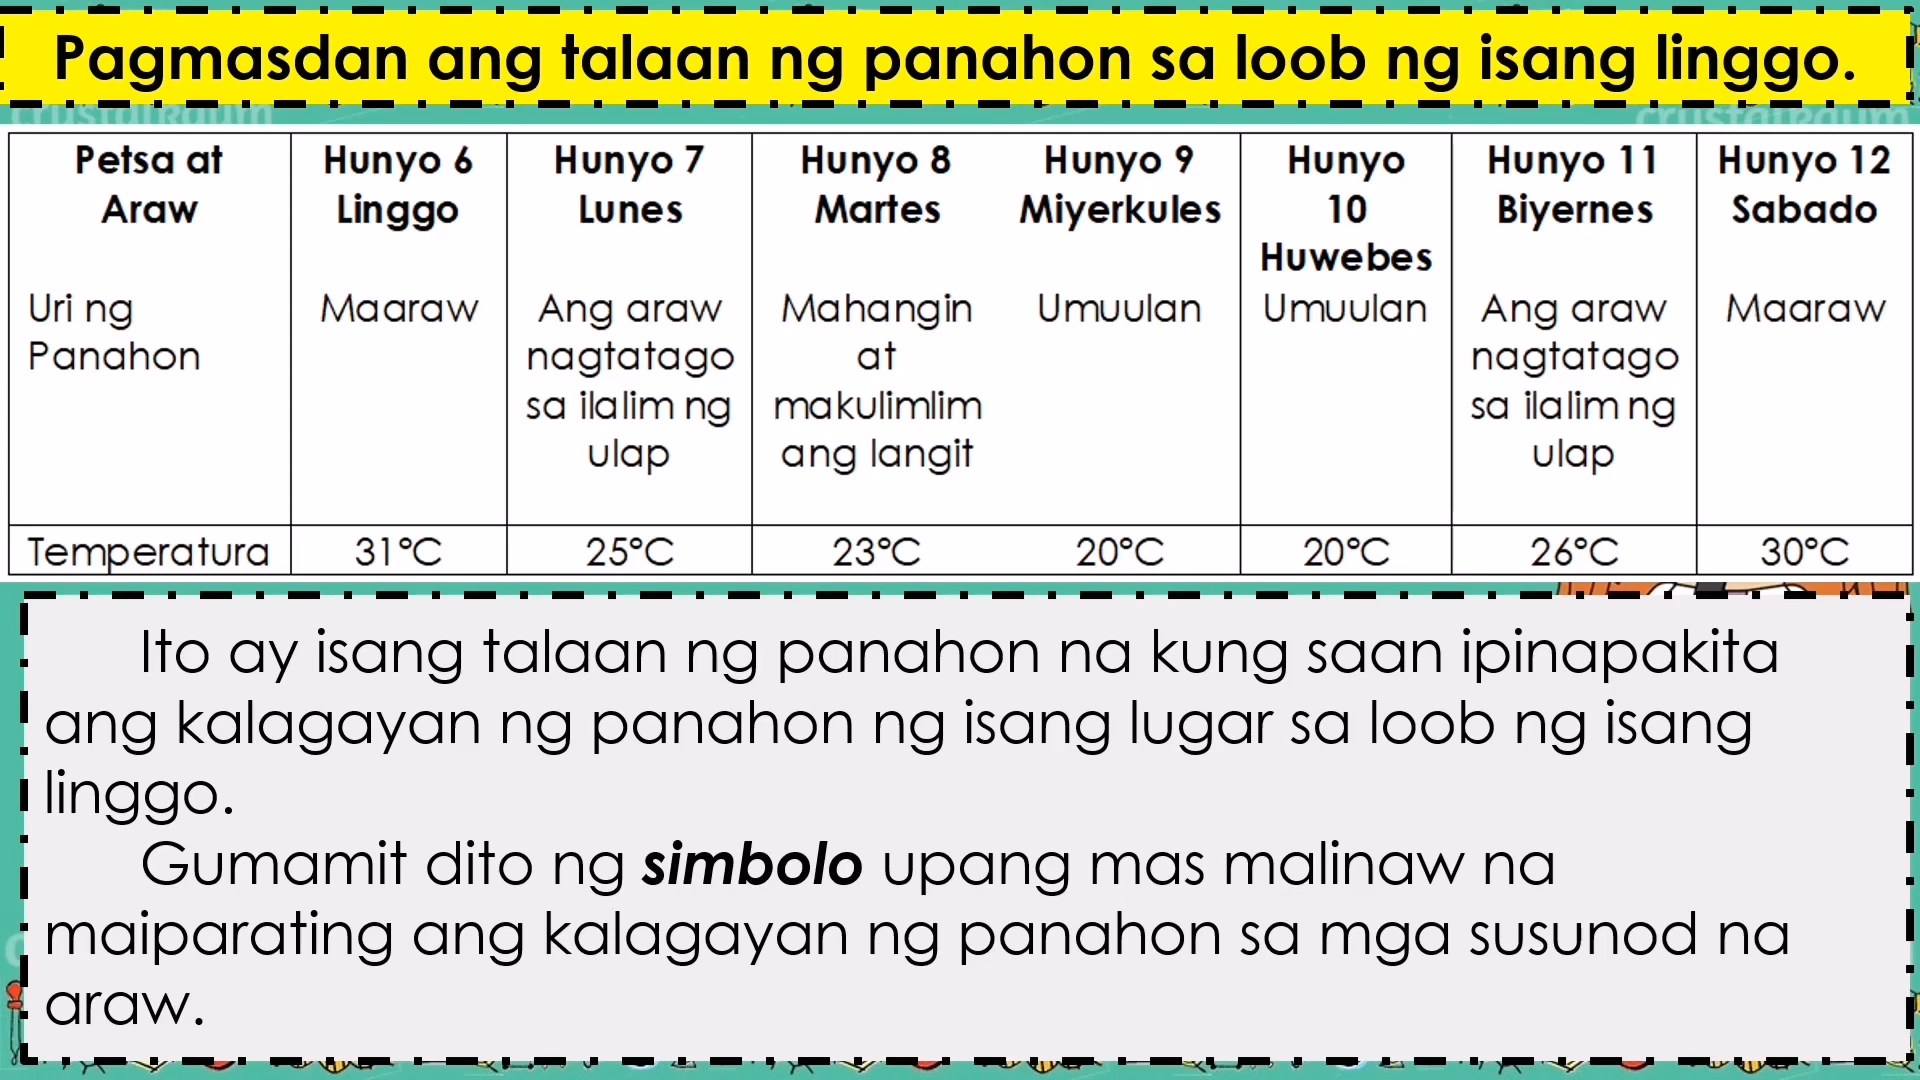 Pagmasdan ang talaan ng panahon sa loob ng isang linggo.
Petsa at Araw
Hunyo 6 Linggo
Hunyo 7 Lunes
Hunyo 8 Martes
Hunyo 9 Miyerkules
Hunyo 10 Huwebes
Hunyo 11 Biyernes
Hunyo 12 Sabado
Uri ng Panahon
Maaraw
Ang araw nagtatago sa ilalim ng ulap
Mahangin at makulimlim ang langit
Umuulan
Umuulan
Ang araw nagtatago sa ilalim ng ulap
Maaraw
Temperatura 31°C 25°C 23°C 20°C 20°C 26°C 30°C
Ito ay isang talaan ng panahon na kung saan ipinapakita
ang kalagayan ng panahon ng isang lugar sa loob ng isang
linggo.
Gumamit dito ng simbolo upang mas malinaw na
maiparating ang kalagayan ng panahon sa mga susunod na
araw.